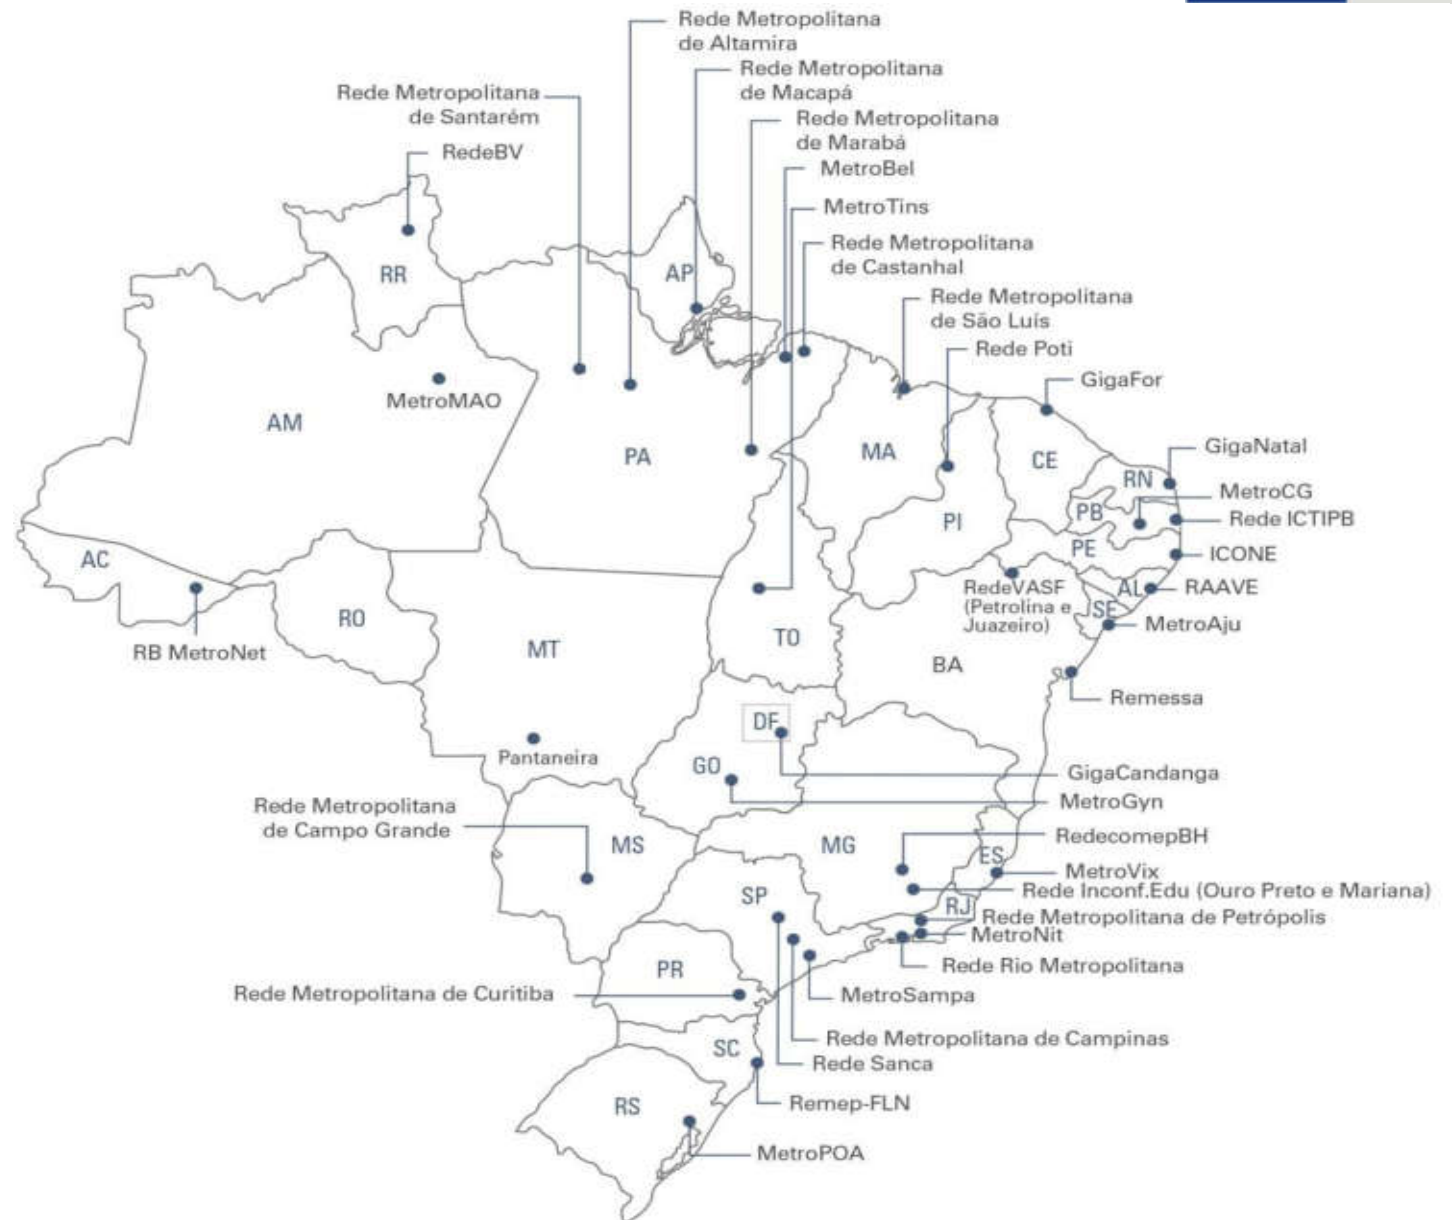 Rede Metropolitana
de Altamira
Rede Metropolitana
de Macapá
Rede Metropolitana
de Santarém
Rede Metropolitana
de Marabá
RedeBV
MetroBel
MetroTins
Rede Metropolitana
de Castanhal
RR
AP
Rede Metropolitana
de São Luís
Rede Poti
GigaFor
MetroMAO
AM
PA
MA
CE
GigaNatal
RN
MetroCG
PB
Rede ICTIPB
PI
PE
ICONE
AC
RedeVASF
(Petrolina e
Juazeiro)
AL
RAAVE
SE
MetroAju
RO
TO
MT
RB MetroNet
BA
Remessa
DF
Pantaneira
GO
GigaCandanga
MetroGyn
Rede Metropolitana
de Campo Grande
MS
MG
RedecomepBH
ES
MetroVix
Rede Inconf.Edu (Ouro Preto e Mariana)
SP
RJ
Rede Metropolitana de Petrópolis
MetroNit
Rede Rio Metropolitana
PR
Rede Metropolitana de Curitiba
MetroSampa
Rede Metropolitana de Campinas
SC
Rede Sanca
RS
Remep-FLN
MetroPOA